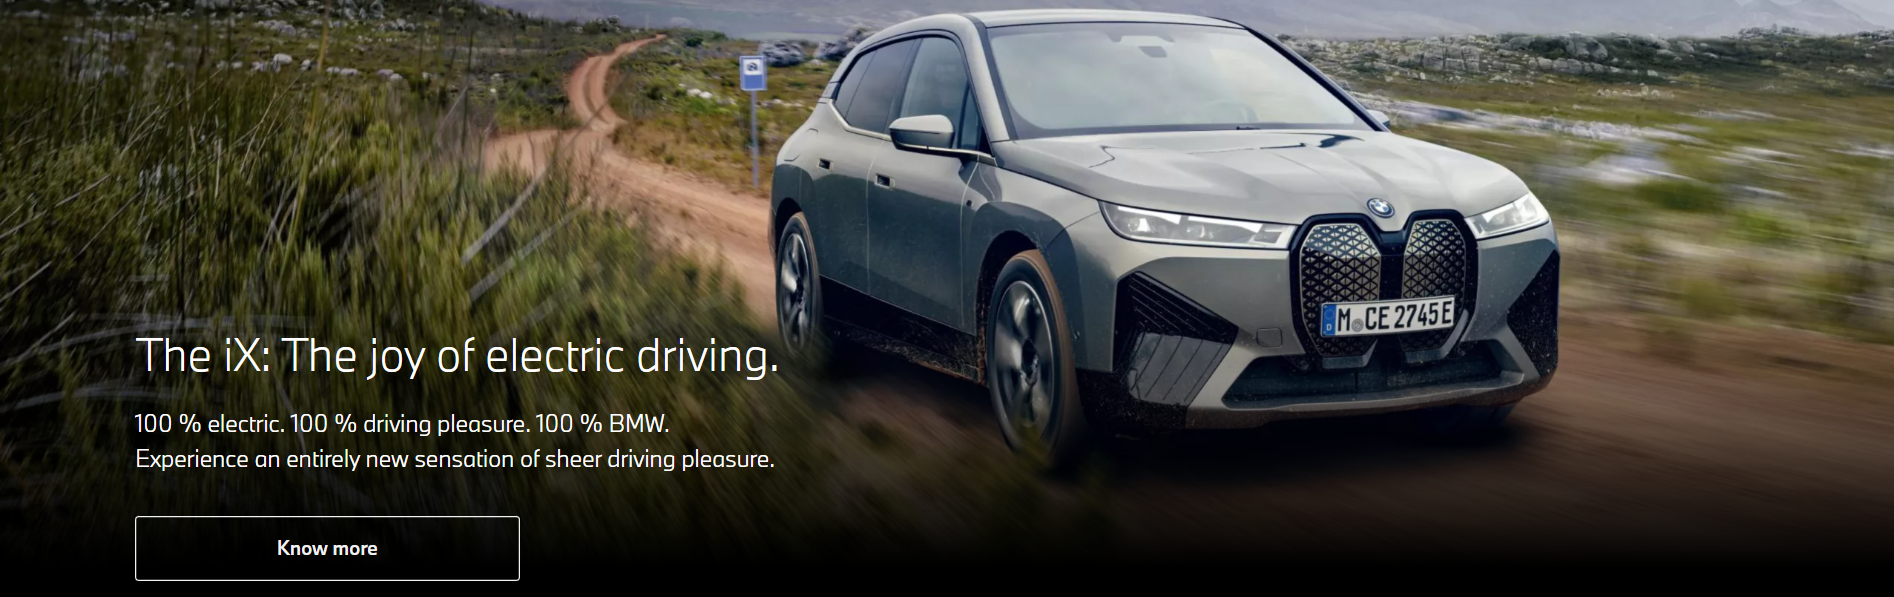 The iX: The joy of electric driving.
100 % electric. 100 % driving pleasure. 100 % BMW.
Experience an entirely new sensation of sheer driving pleasure.
Know more
M CE 2745 E
D